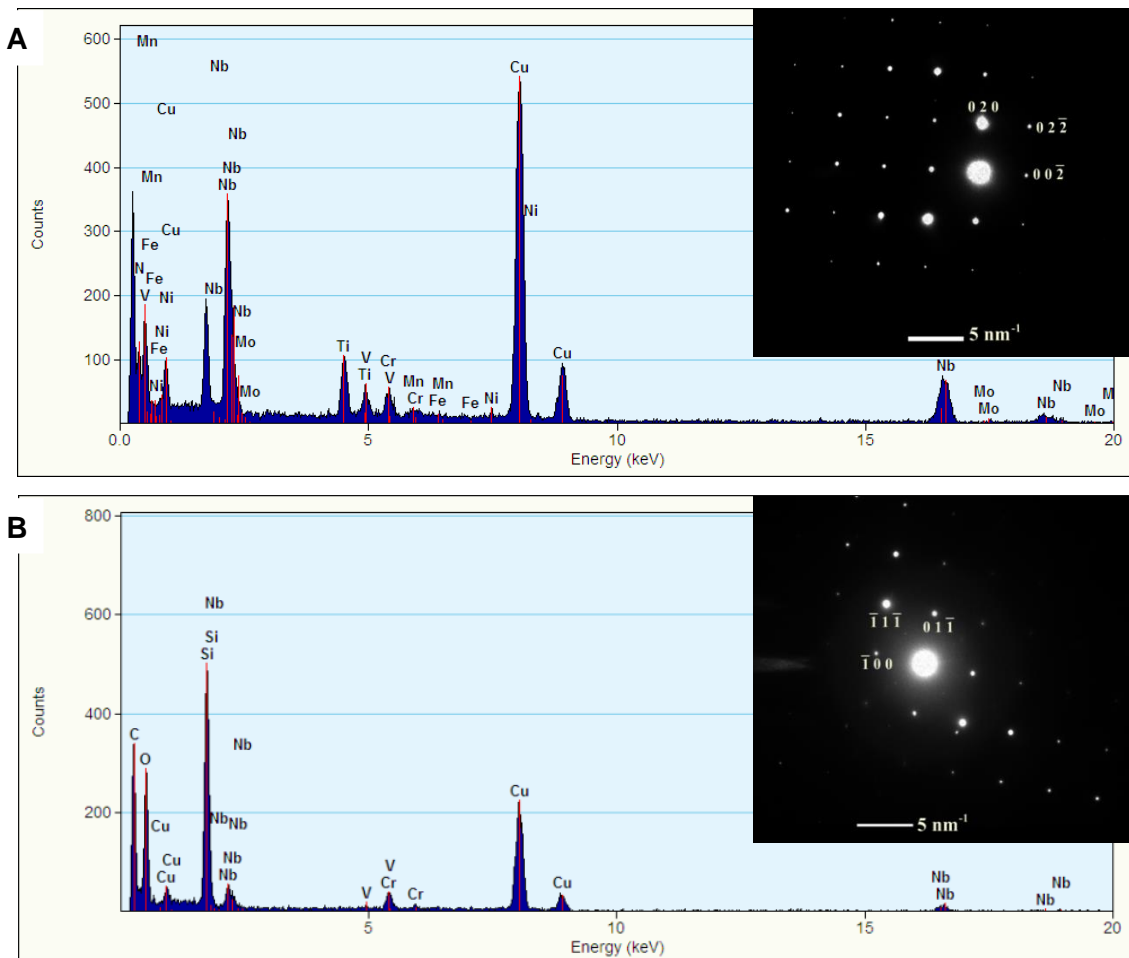 A
600
500
400
300
200
100
Counts
Mn
Cu
Mn
Cu
Fe
N
Fe
V
Ni
Ni
Fe
Ni
Nb
Nb
Nb
Nb
Nb
Nb
Mo
Mo
Ti
V
Ti
Cr
V
Mn
Cr
Mn
Fe
Fe
Ni
Cu
Ni
Cu
Nb
Mo
Mo
Nb
Mo
M
0.0
5
10
15
20
Energy (keV)
0 2 0
0 2 2̅
0 0 2̅
5 nm⁻¹
B
800
600
400
200
Counts
C
O
Cu
Cu
Cu
Nb
Si
Si
Nb
Nb
Nb
Nb
Nb
V
V
Cr
Cr
Cu
Cu
Nb
Nb
Nb
Nb
5
10
15
20
Energy (keV)
1̅ 1 1̅
0 1 1̅
1̅ 0 0
5 nm⁻¹